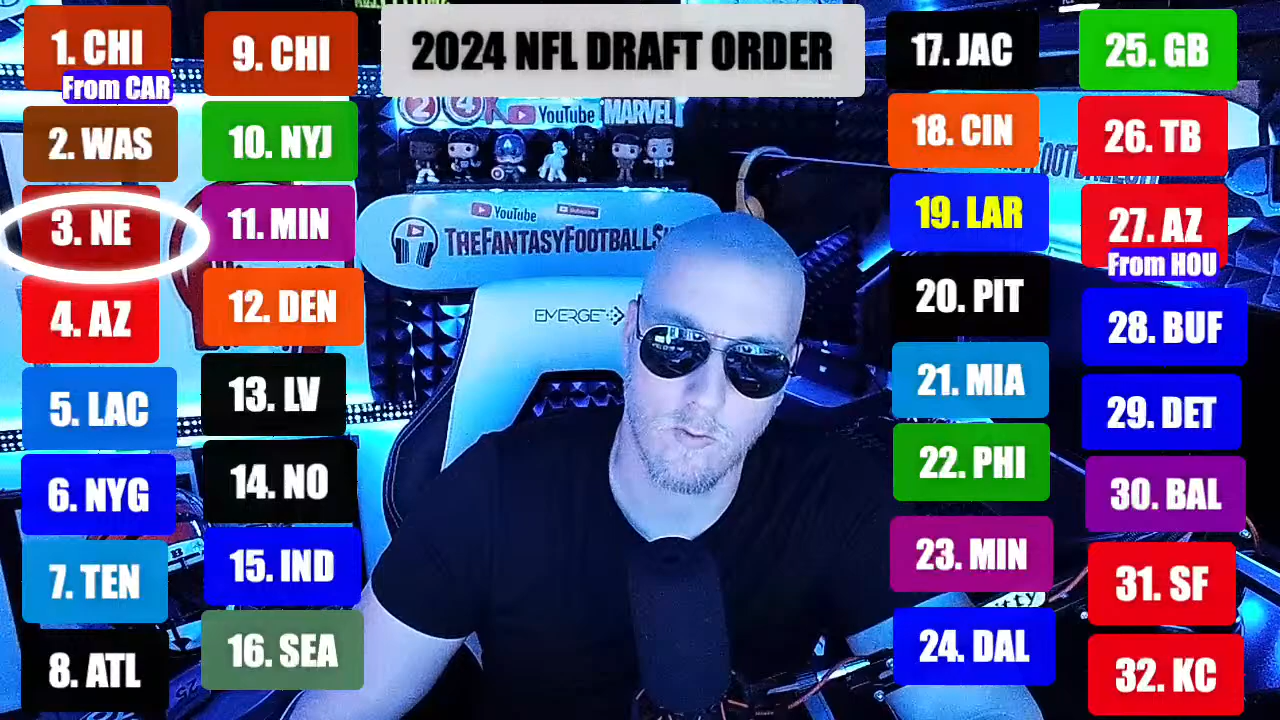 2024 NFL DRAFT ORDER
1. CHI
From CAR
2. WAS
3. NE
4. AZ
5. LAC
6. NYG
7. TEN
8. ATL
9. CHI
10. NYJ
11. MIN
12. DEN
13. LV
14. NO
15. IND
16. SEA
17. JAC
18. CIN
19. LAR
20. PIT
21. MIA
22. PHI
23. MIN
24. DAL
25. GB
26. TB
27. AZ
From HOU
28. BUF
29. DET
30. BAL
31. SF
32. KC
YouTube
YouTube
THEFANTASYFOOTBALLS
EMERGE